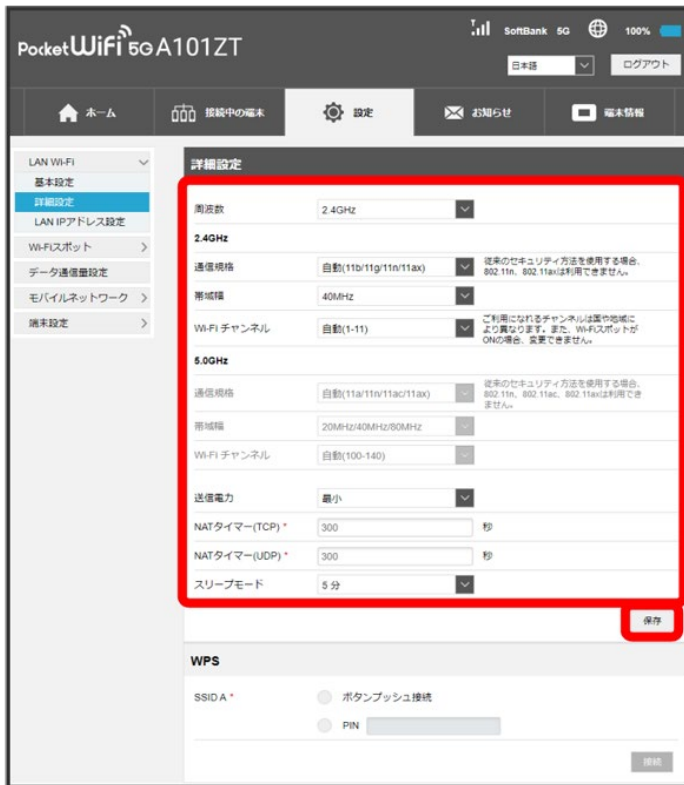 SoftBank 5G 100%
Pocket WiFi 5G A101ZT
日本語 ログアウト
ホーム 接続中の端末 設定 お知らせ 端末情報
LAN Wi-Fi
基本設定
詳細設定
LAN IPアドレス設定
Wi-Fiスポット
データ通信量設定
モバイルネットワーク
端末設定
詳細設定
周波数 2.4GHz
2.4GHz
通信規格 自動(11b/11g/11n/11ax) 従来のセキュリティ方法を使用する場合、
802.11n、802.11axは利用できません。
帯域幅 40MHz
Wi-Fi チャンネル 自動(1-11) ご利用になれるチャンネルは国や地域に
より異なります。また、Wi-Fiスポットが
ONの場合、変更できません。
5.0GHz
通信規格 自動(11a/11n/11ac/11ax) 従来のセキュリティ方法を使用する場合、
802.11n、802.11ac、802.11axは利用でき
ません。
帯域幅 20MHz/40MHz/80MHz
Wi-Fi チャンネル 自動(100-140)
送信電力 最小
NATタイマー(TCP) * 300 秒
NATタイマー(UDP) * 300 秒
スリープモード 5 分
保存
WPS
SSID A * ボタンプッシュ接続
PIN
接続